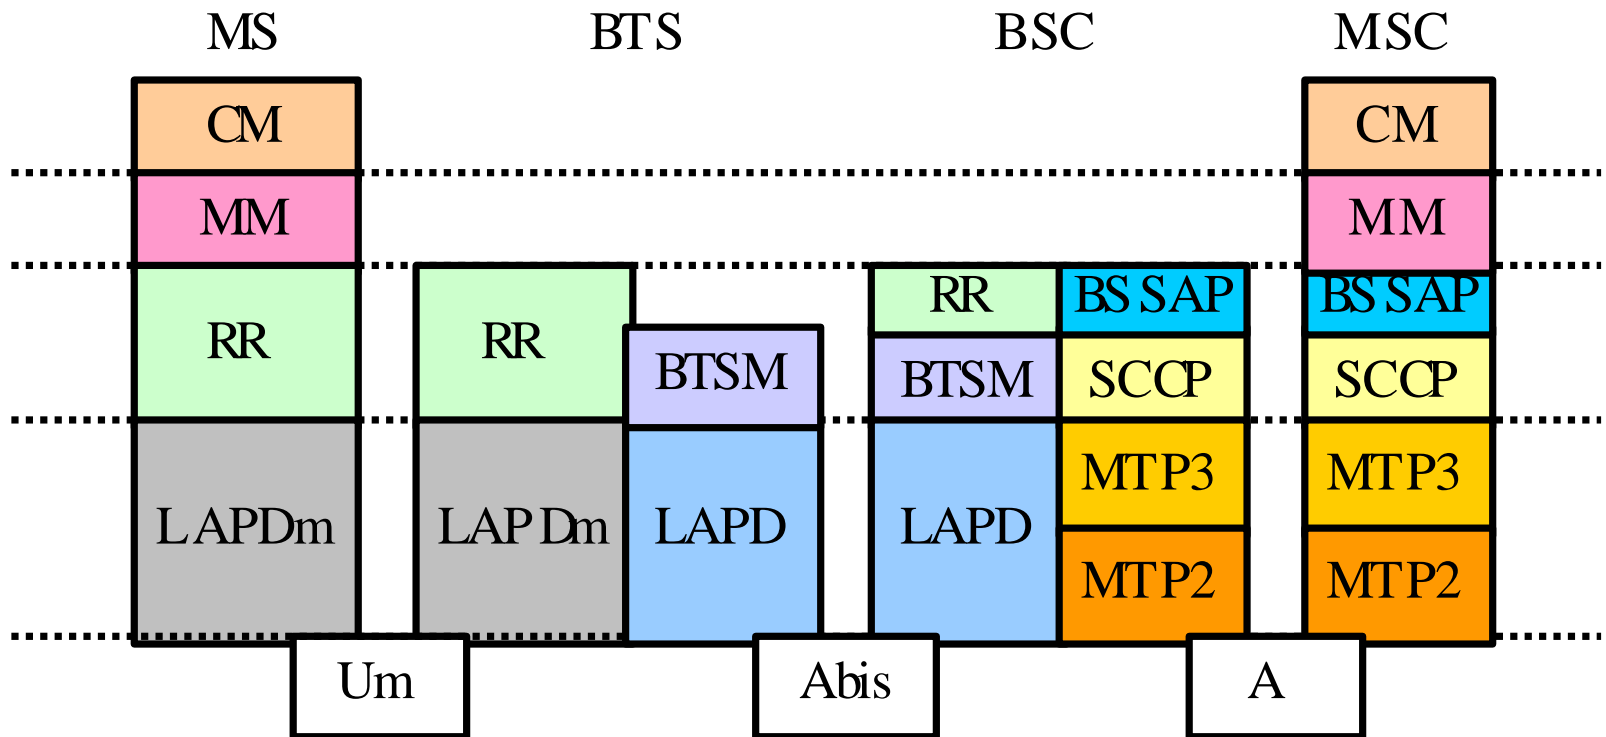 MS BTS BSC MSC
CM CM
MM MM
RR BSSAP BSSAP
RR RR
BTSM BTSM SCCP SCCP
MTP3 MTP3
LAPDm LAPDm LAPD LAPD
MTP2 MTP2
Um Abis A